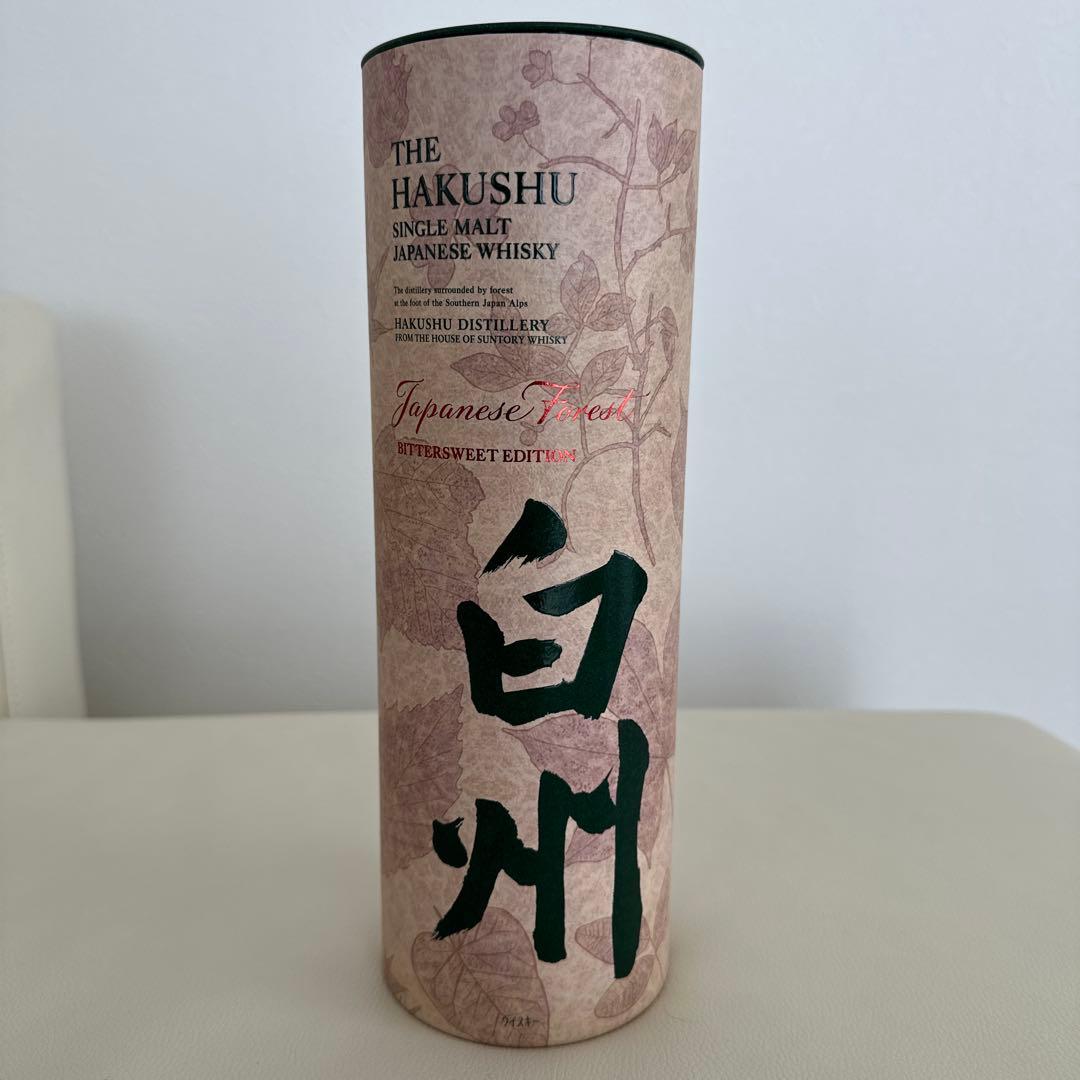 THE
HAKUSHU
SINGLE MALT
JAPANESE WHISKY
The distillery surrounded by forest
at the foot of the Southern Japan Alps
HAKUSHU DISTILLERY
FROM THE HOUSE OF SUNTORY WHISKY
Japanese Forest
BITTERSWEET EDITION
白
州
ウイスキー